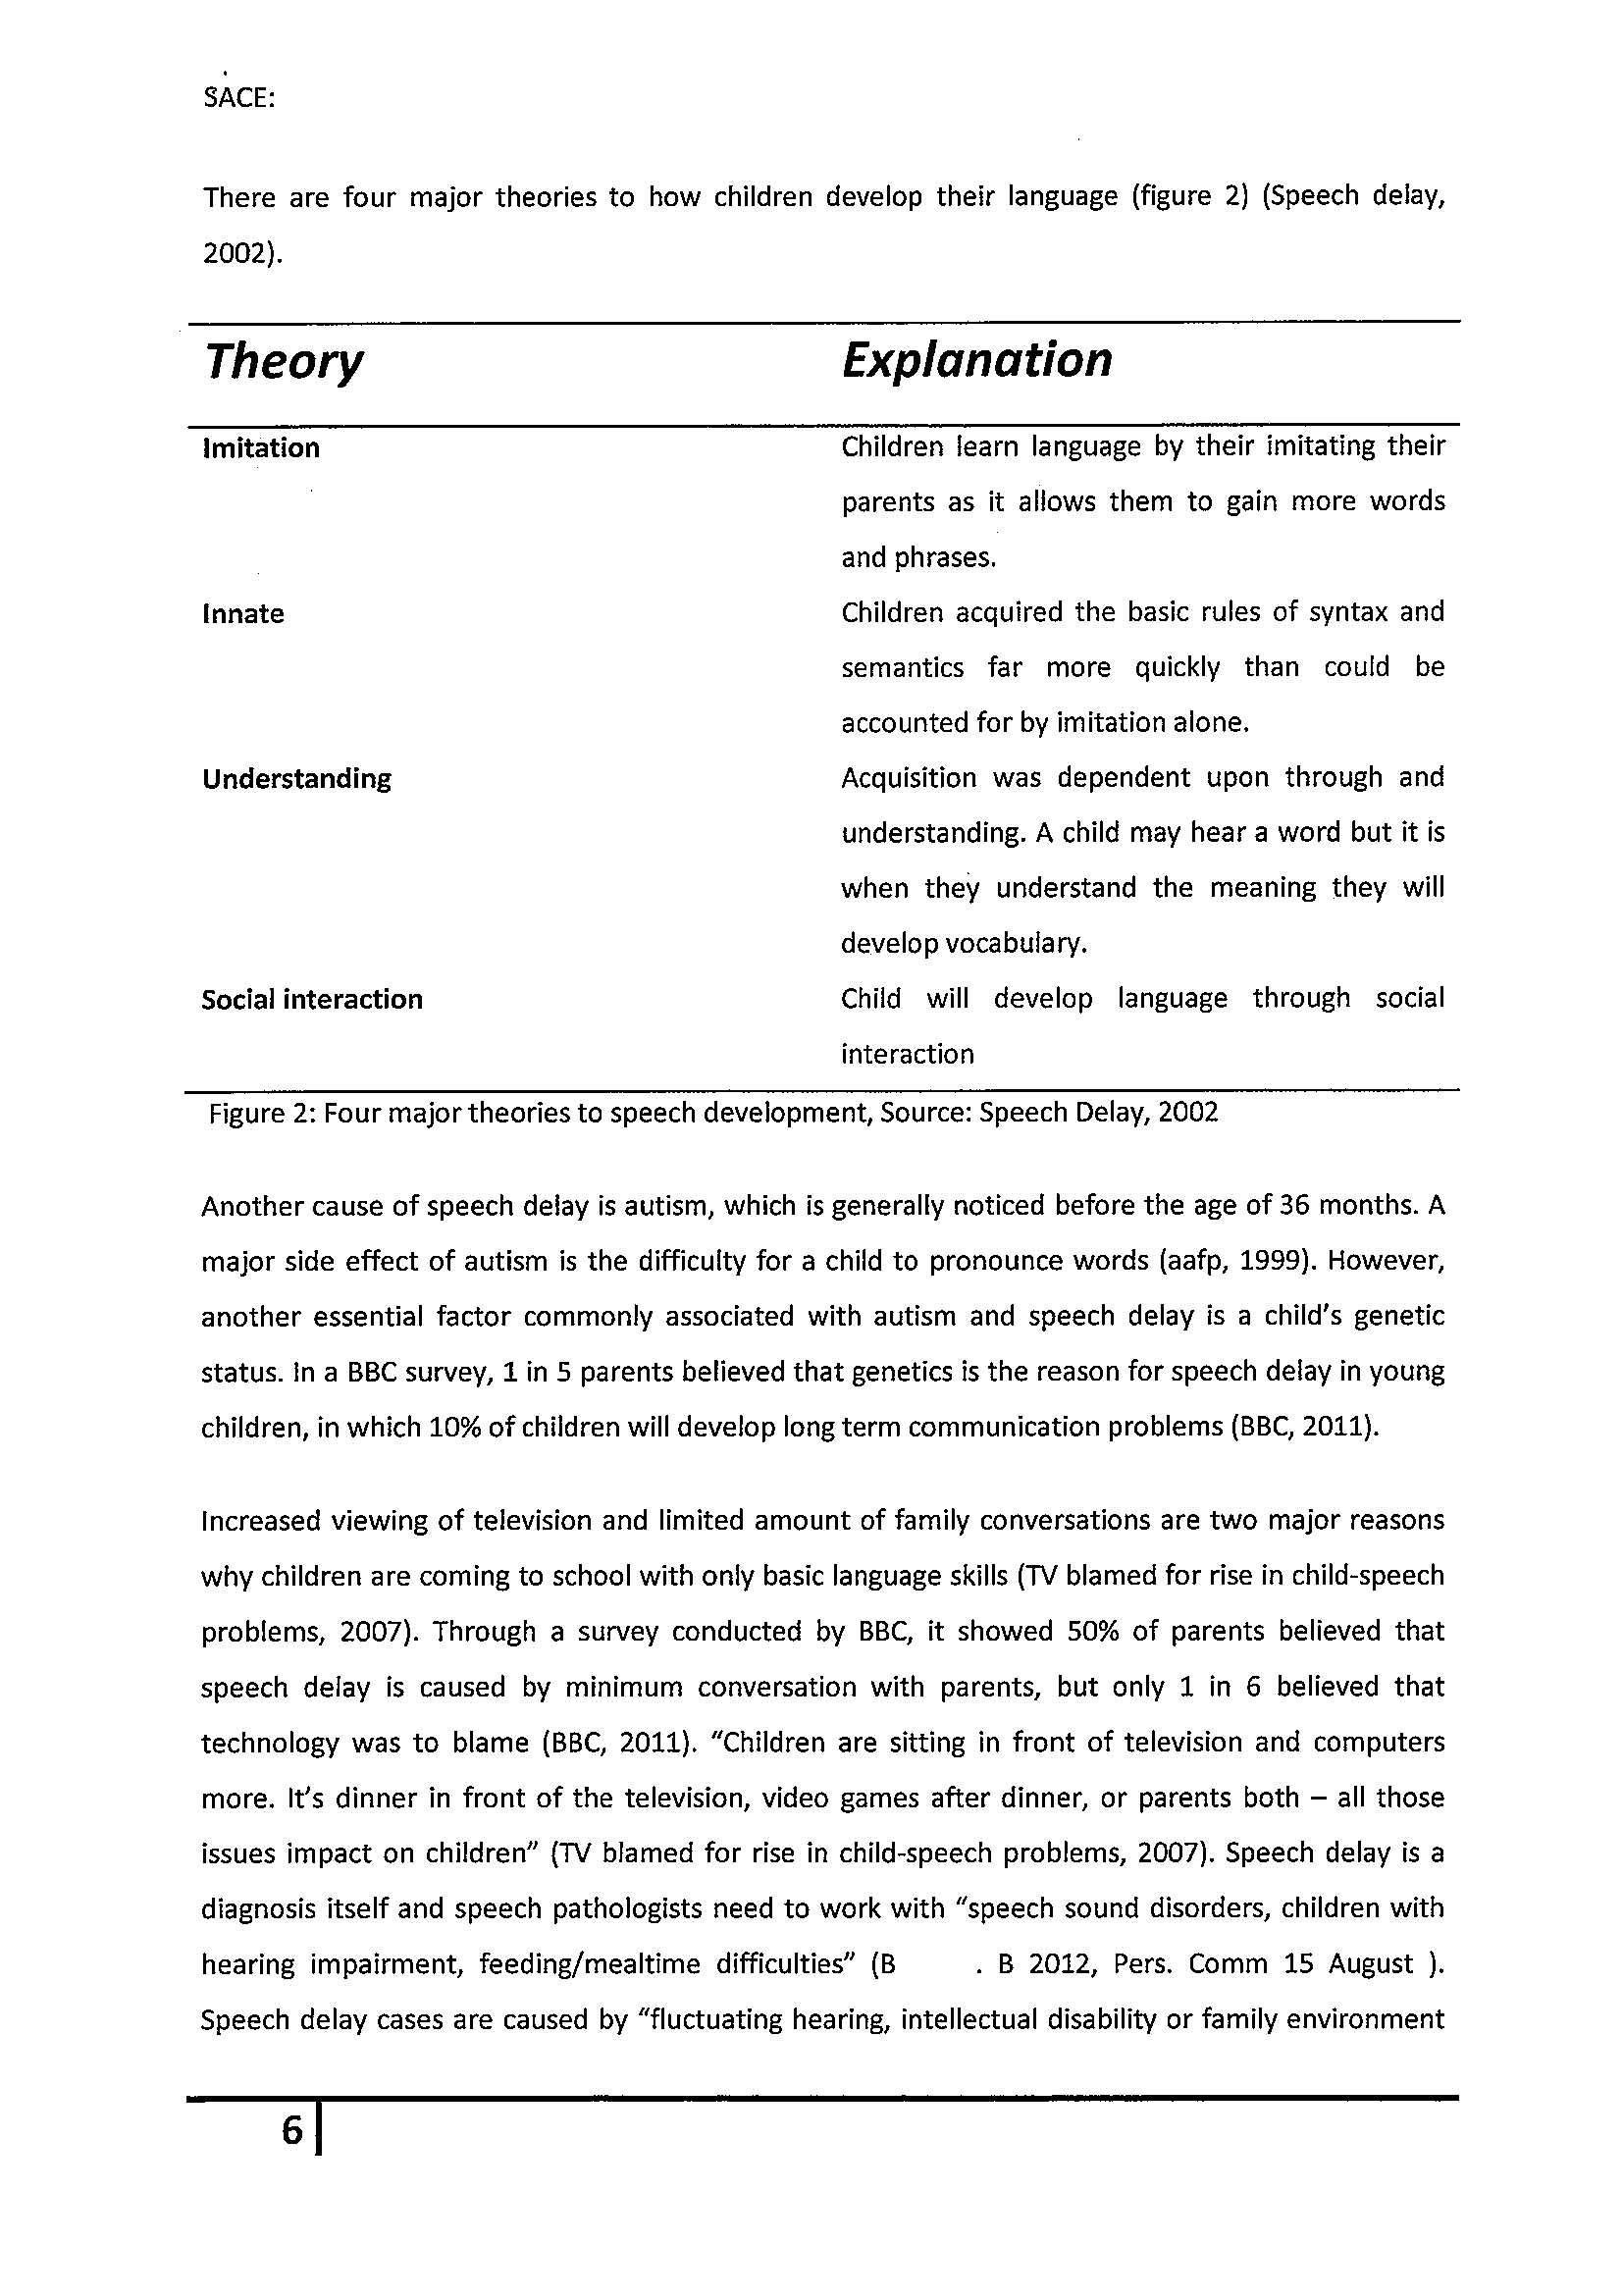 SACE:
There are four major theories to how children develop their language (figure 2) (Speech delay,
2002).
Theory Explanation
Imitation Children learn language by their imitating their
parents as it allows them to gain more words
and phrases.
Innate Children acquired the basic rules of syntax and
semantics far more quickly than could be
accounted for by imitation alone.
Understanding Acquisition was dependent upon through and
understanding. A child may hear a word but it is
when they understand the meaning they will
develop vocabulary.
Social interaction Child will develop language through social
interaction
Figure 2: Four major theories to speech development, Source: Speech Delay, 2002
Another cause of speech delay is autism, which is generally noticed before the age of 36 months. A
major side effect of autism is the difficulty for a child to pronounce words (aafp, 1999). However,
another essential factor commonly associated with autism and speech delay is a child's genetic
status. In a BBC survey, 1 in 5 parents believed that genetics is the reason for speech delay in young
children, in which 10% of children will develop long term communication problems (BBC, 2011).
Increased viewing of television and limited amount of family conversations are two major reasons
why children are coming to school with only basic language skills (TV blamed for rise in child-speech
problems, 2007). Through a survey conducted by BBC, it showed 50% of parents believed that
speech delay is caused by minimum conversation with parents, but only 1 in 6 believed that
technology was to blame (BBC, 2011). "Children are sitting in front of television and computers
more. It's dinner in front of the television, video games after dinner, or parents both – all those
issues impact on children" (TV blamed for rise in child-speech problems, 2007). Speech delay is a
diagnosis itself and speech pathologists need to work with "speech sound disorders, children with
hearing impairment, feeding/mealtime difficulties" (B . B 2012, Pers. Comm 15 August ).
Speech delay cases are caused by "fluctuating hearing, intellectual disability or family environment
6